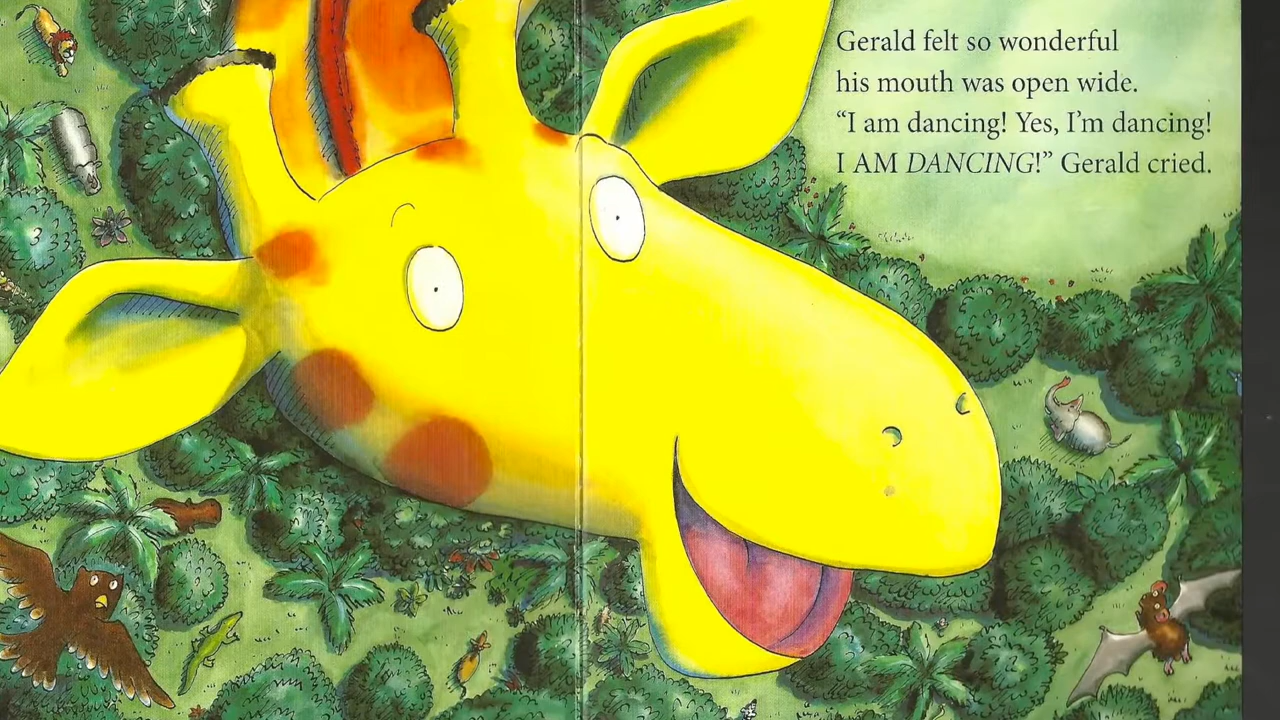 Gerald felt so wonderful
his mouth was open wide.
“I am dancing! Yes, I’m dancing!
I AM DANCING!” Gerald cried.